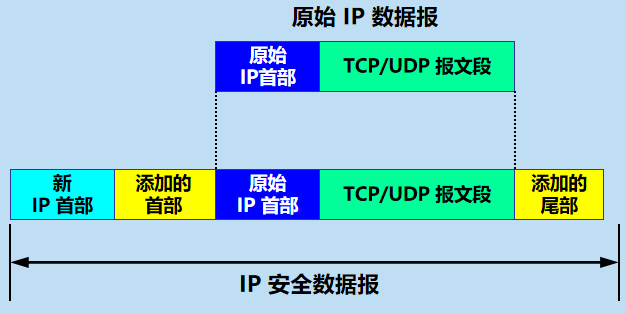 原始 IP 数据报
原始
IP首部
TCP/UDP 报文段
新
IP 首部
添加的
首部
原始
IP 首部
TCP/UDP 报文段
添加的
尾部
IP 安全数据报